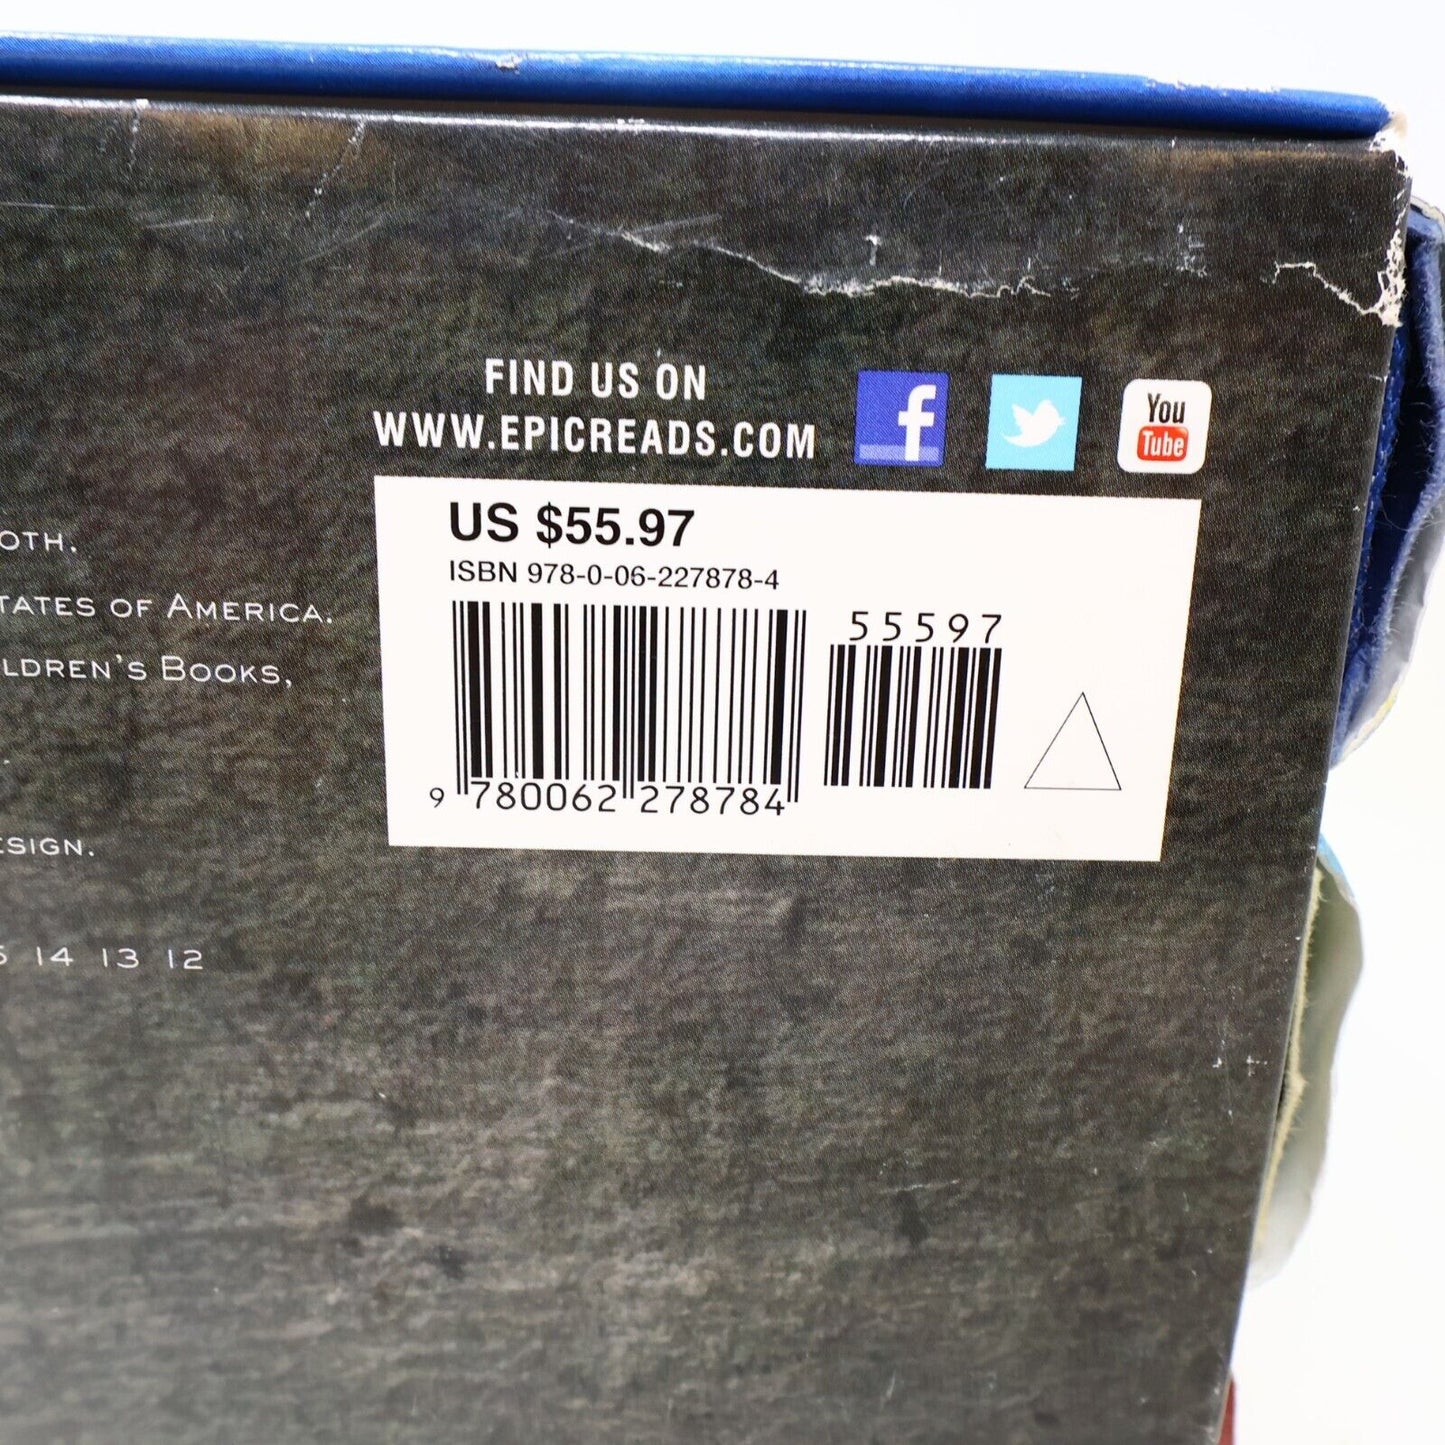 FIND US ON
WWW.EPICREADS.COM
f
You
Tube
US $55.97
ISBN 978-0-06-227878-4
55597
9 780062 278784
OTH.
TATES OF AMERICA.
LDREN'S BOOKS,
ESIGN.
14 13 12